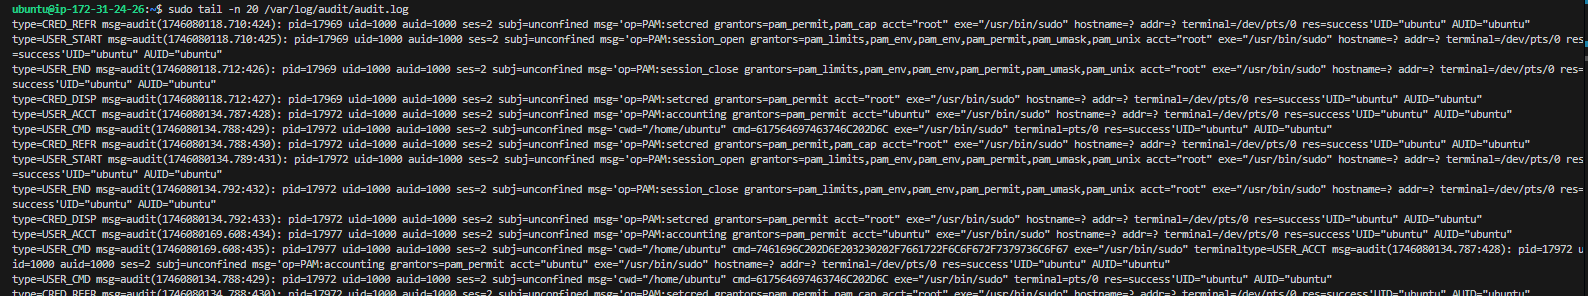 ubuntu@ip-172-31-24-26:~$ sudo tail -n 20 /var/log/audit/audit.log
type=CRED_REFR msg=audit(1746080118.710:424): pid=17969 uid=1000 auid=1000 ses=2 subj=unconfined msg='op=PAM:setcred grantors=pam_permit,pam_cap acct="root" exe="/usr/bin/sudo" hostname=? addr=? terminal=/dev/pts/0 res=success'UID="ubuntu" AUID="ubuntu"
type=USER_START msg=audit(1746080118.710:425): pid=17969 uid=1000 auid=1000 ses=2 subj=unconfined msg='op=PAM:session_open grantors=pam_limits,pam_env,pam_env,pam_permit,pam_umask,pam_unix acct="root" exe="/usr/bin/sudo" hostname=? addr=? terminal=/dev/pts/0 res
=success'UID="ubuntu" AUID="ubuntu"
type=USER_END msg=audit(1746080118.712:426): pid=17969 uid=1000 auid=1000 ses=2 subj=unconfined msg='op=PAM:session_close grantors=pam_limits,pam_env,pam_env,pam_permit,pam_umask,pam_unix acct="root" exe="/usr/bin/sudo" hostname=? addr=? terminal=/dev/pts/0 res=
success'UID="ubuntu" AUID="ubuntu"
type=CRED_DISP msg=audit(1746080118.712:427): pid=17969 uid=1000 auid=1000 ses=2 subj=unconfined msg='op=PAM:setcred grantors=pam_permit acct="root" exe="/usr/bin/sudo" hostname=? addr=? terminal=/dev/pts/0 res=success'UID="ubuntu" AUID="ubuntu"
type=USER_ACCT msg=audit(1746080134.787:428): pid=17972 uid=1000 auid=1000 ses=2 subj=unconfined msg='op=PAM:accounting grantors=pam_permit acct="ubuntu" exe="/usr/bin/sudo" hostname=? addr=? terminal=/dev/pts/0 res=success'UID="ubuntu" AUID="ubuntu"
type=USER_CMD msg=audit(1746080134.788:429): pid=17972 uid=1000 auid=1000 ses=2 subj=unconfined msg='cwd="/home/ubuntu" cmd=617564697463746C202D6C exe="/usr/bin/sudo" terminal=pts/0 res=success'UID="ubuntu" AUID="ubuntu"
type=CRED_REFR msg=audit(1746080134.788:430): pid=17972 uid=1000 auid=1000 ses=2 subj=unconfined msg='op=PAM:setcred grantors=pam_permit,pam_cap acct="root" exe="/usr/bin/sudo" hostname=? addr=? terminal=/dev/pts/0 res=success'UID="ubuntu" AUID="ubuntu"
type=USER_START msg=audit(1746080134.789:431): pid=17972 uid=1000 auid=1000 ses=2 subj=unconfined msg='op=PAM:session_open grantors=pam_limits,pam_env,pam_env,pam_permit,pam_umask,pam_unix acct="root" exe="/usr/bin/sudo" hostname=? addr=? terminal=/dev/pts/0 res
=success'UID="ubuntu" AUID="ubuntu"
type=USER_END msg=audit(1746080134.792:432): pid=17972 uid=1000 auid=1000 ses=2 subj=unconfined msg='op=PAM:session_close grantors=pam_limits,pam_env,pam_env,pam_permit,pam_umask,pam_unix acct="root" exe="/usr/bin/sudo" hostname=? addr=? terminal=/dev/pts/0 res=
success'UID="ubuntu" AUID="ubuntu"
type=CRED_DISP msg=audit(1746080134.792:433): pid=17972 uid=1000 auid=1000 ses=2 subj=unconfined msg='op=PAM:setcred grantors=pam_permit acct="root" exe="/usr/bin/sudo" hostname=? addr=? terminal=/dev/pts/0 res=success'UID="ubuntu" AUID="ubuntu"
type=USER_ACCT msg=audit(1746080169.608:434): pid=17977 uid=1000 auid=1000 ses=2 subj=unconfined msg='op=PAM:accounting grantors=pam_permit acct="ubuntu" exe="/usr/bin/sudo" hostname=? addr=? terminal=/dev/pts/0 res=success'UID="ubuntu" AUID="ubuntu"
type=USER_CMD msg=audit(1746080169.608:435): pid=17977 uid=1000 auid=1000 ses=2 subj=unconfined msg='cwd="/home/ubuntu" cmd=7461696C202D6E203230202F7661722F6C6F672F7379736C6F67 exe="/usr/bin/sudo" terminaltype=USER_ACCT msg=audit(1746080134.787:428): pid=17972 u
id=1000 auid=1000 ses=2 subj=unconfined msg='op=PAM:accounting grantors=pam_permit acct="ubuntu" exe="/usr/bin/sudo" hostname=? addr=? terminal=/dev/pts/0 res=success'UID="ubuntu" AUID="ubuntu"
type=USER_CMD msg=audit(1746080134.788:429): pid=17972 uid=1000 auid=1000 ses=2 subj=unconfined msg='cwd="/home/ubuntu" cmd=617564697463746C202D6C exe="/usr/bin/sudo" terminal=pts/0 res=success'UID="ubuntu" AUID="ubuntu"
type=CRED_REFR msg=audit(1746080134.788:430): pid=17972 uid=1000 auid=1000 ses=2 subj=unconfined msg='op=PAM:setcred grantors=pam_permit,pam_cap acct="root" exe="/usr/bin/sudo" hostname=? addr=? terminal=/dev/pts/0 res=success'UID="ubuntu" AUID="ubuntu"